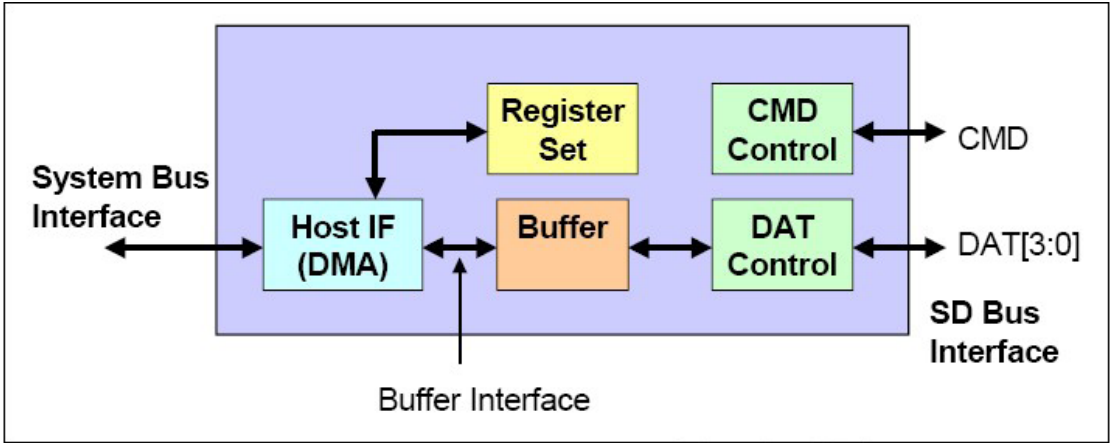 System Bus
Interface
Register
Set
CMD
Control
CMD
Host IF
(DMA)
Buffer
DAT
Control
DAT[3:0]
SD Bus
Interface
Buffer Interface